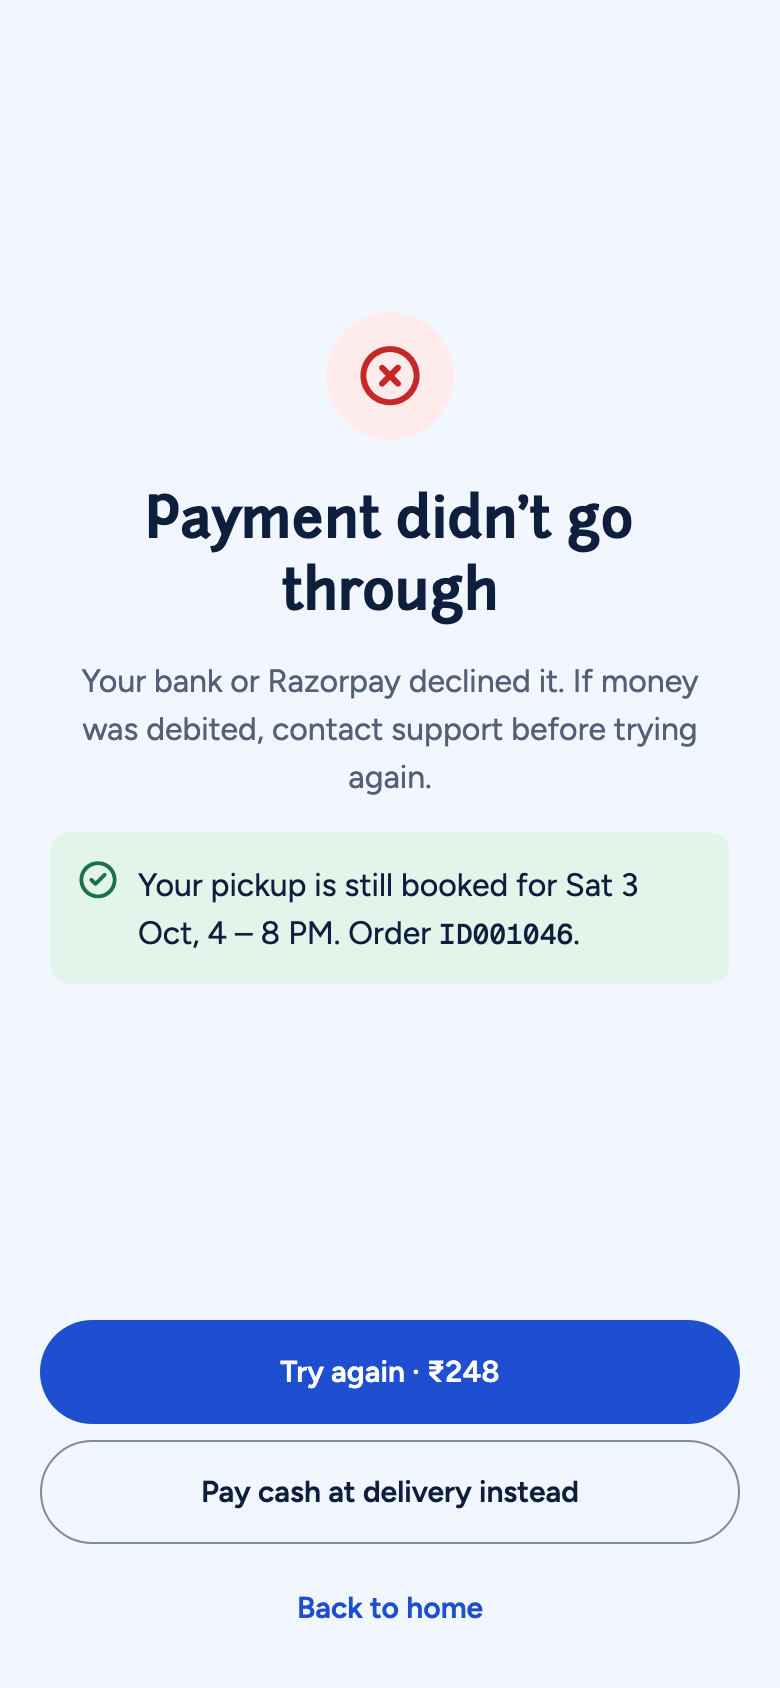 Payment didn’t go
through
Your bank or Razorpay declined it. If money
was debited, contact support before trying
again.
Your pickup is still booked for Sat 3
Oct, 4 – 8 PM. Order ID001046.
Try again · ₹248
Pay cash at delivery instead
Back to home